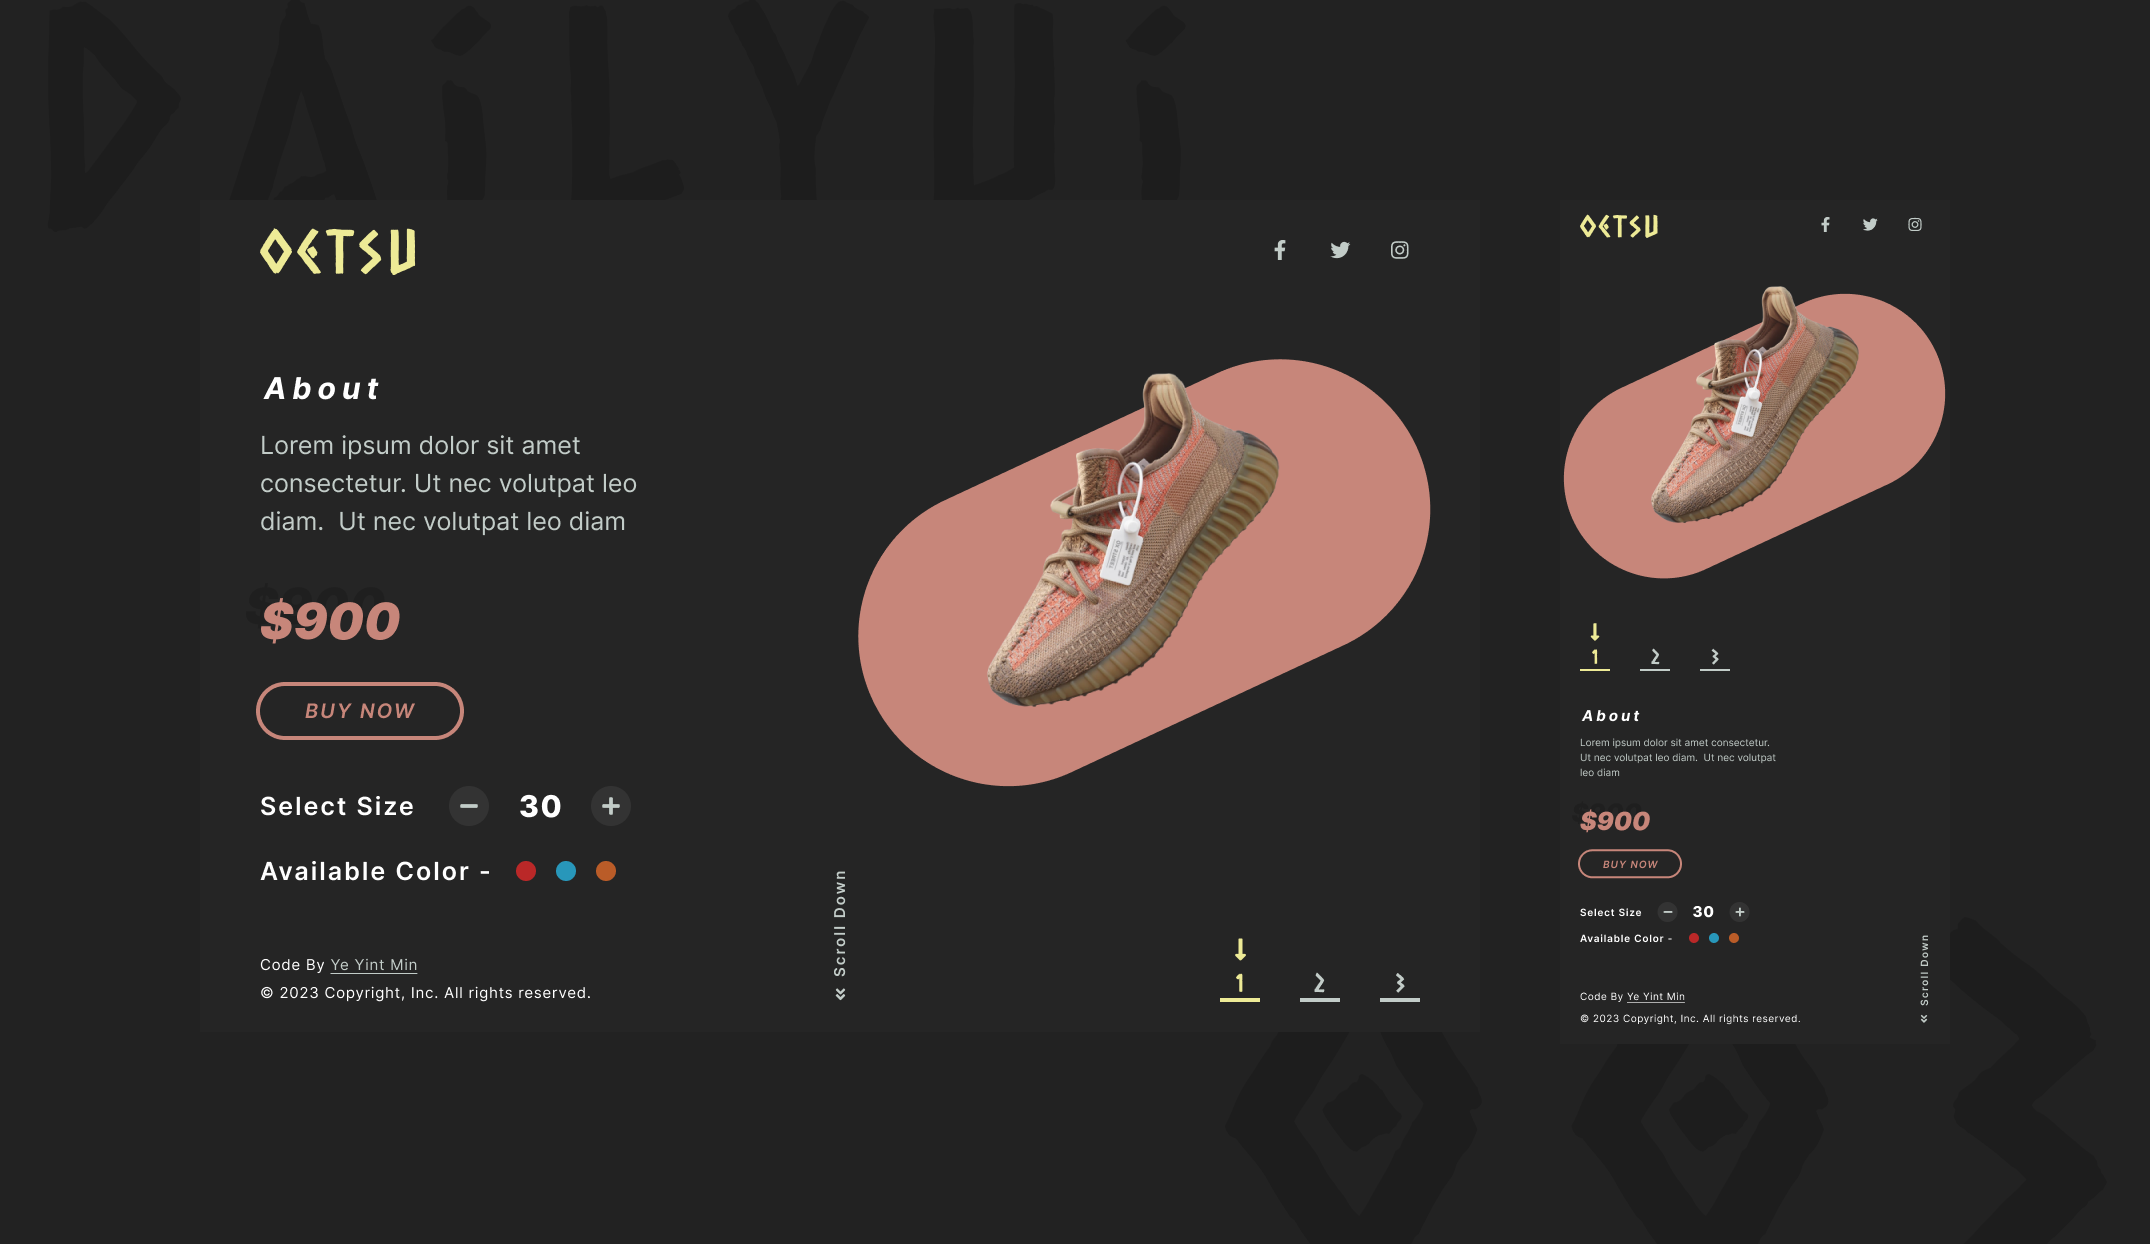 DAiLYUi
OETSU
About
Lorem ipsum dolor sit amet
consectetur. Ut nec volutpat leo
diam.  Ut nec volutpat leo diam
$900
$900
BUY NOW
Select Size − 30 +
Available Color -
Code By Ye Yint Min
© 2023 Copyright, Inc. All rights reserved.
Scroll Down
1 2 3
OETSU
1 2 3
About
Lorem ipsum dolor sit amet consectetur.
Ut nec volutpat leo diam.  Ut nec volutpat
leo diam
$900
$900
BUY NOW
Select Size − 30 +
Available Color -
Code By Ye Yint Min
© 2023 Copyright, Inc. All rights reserved.
Scroll Down
003